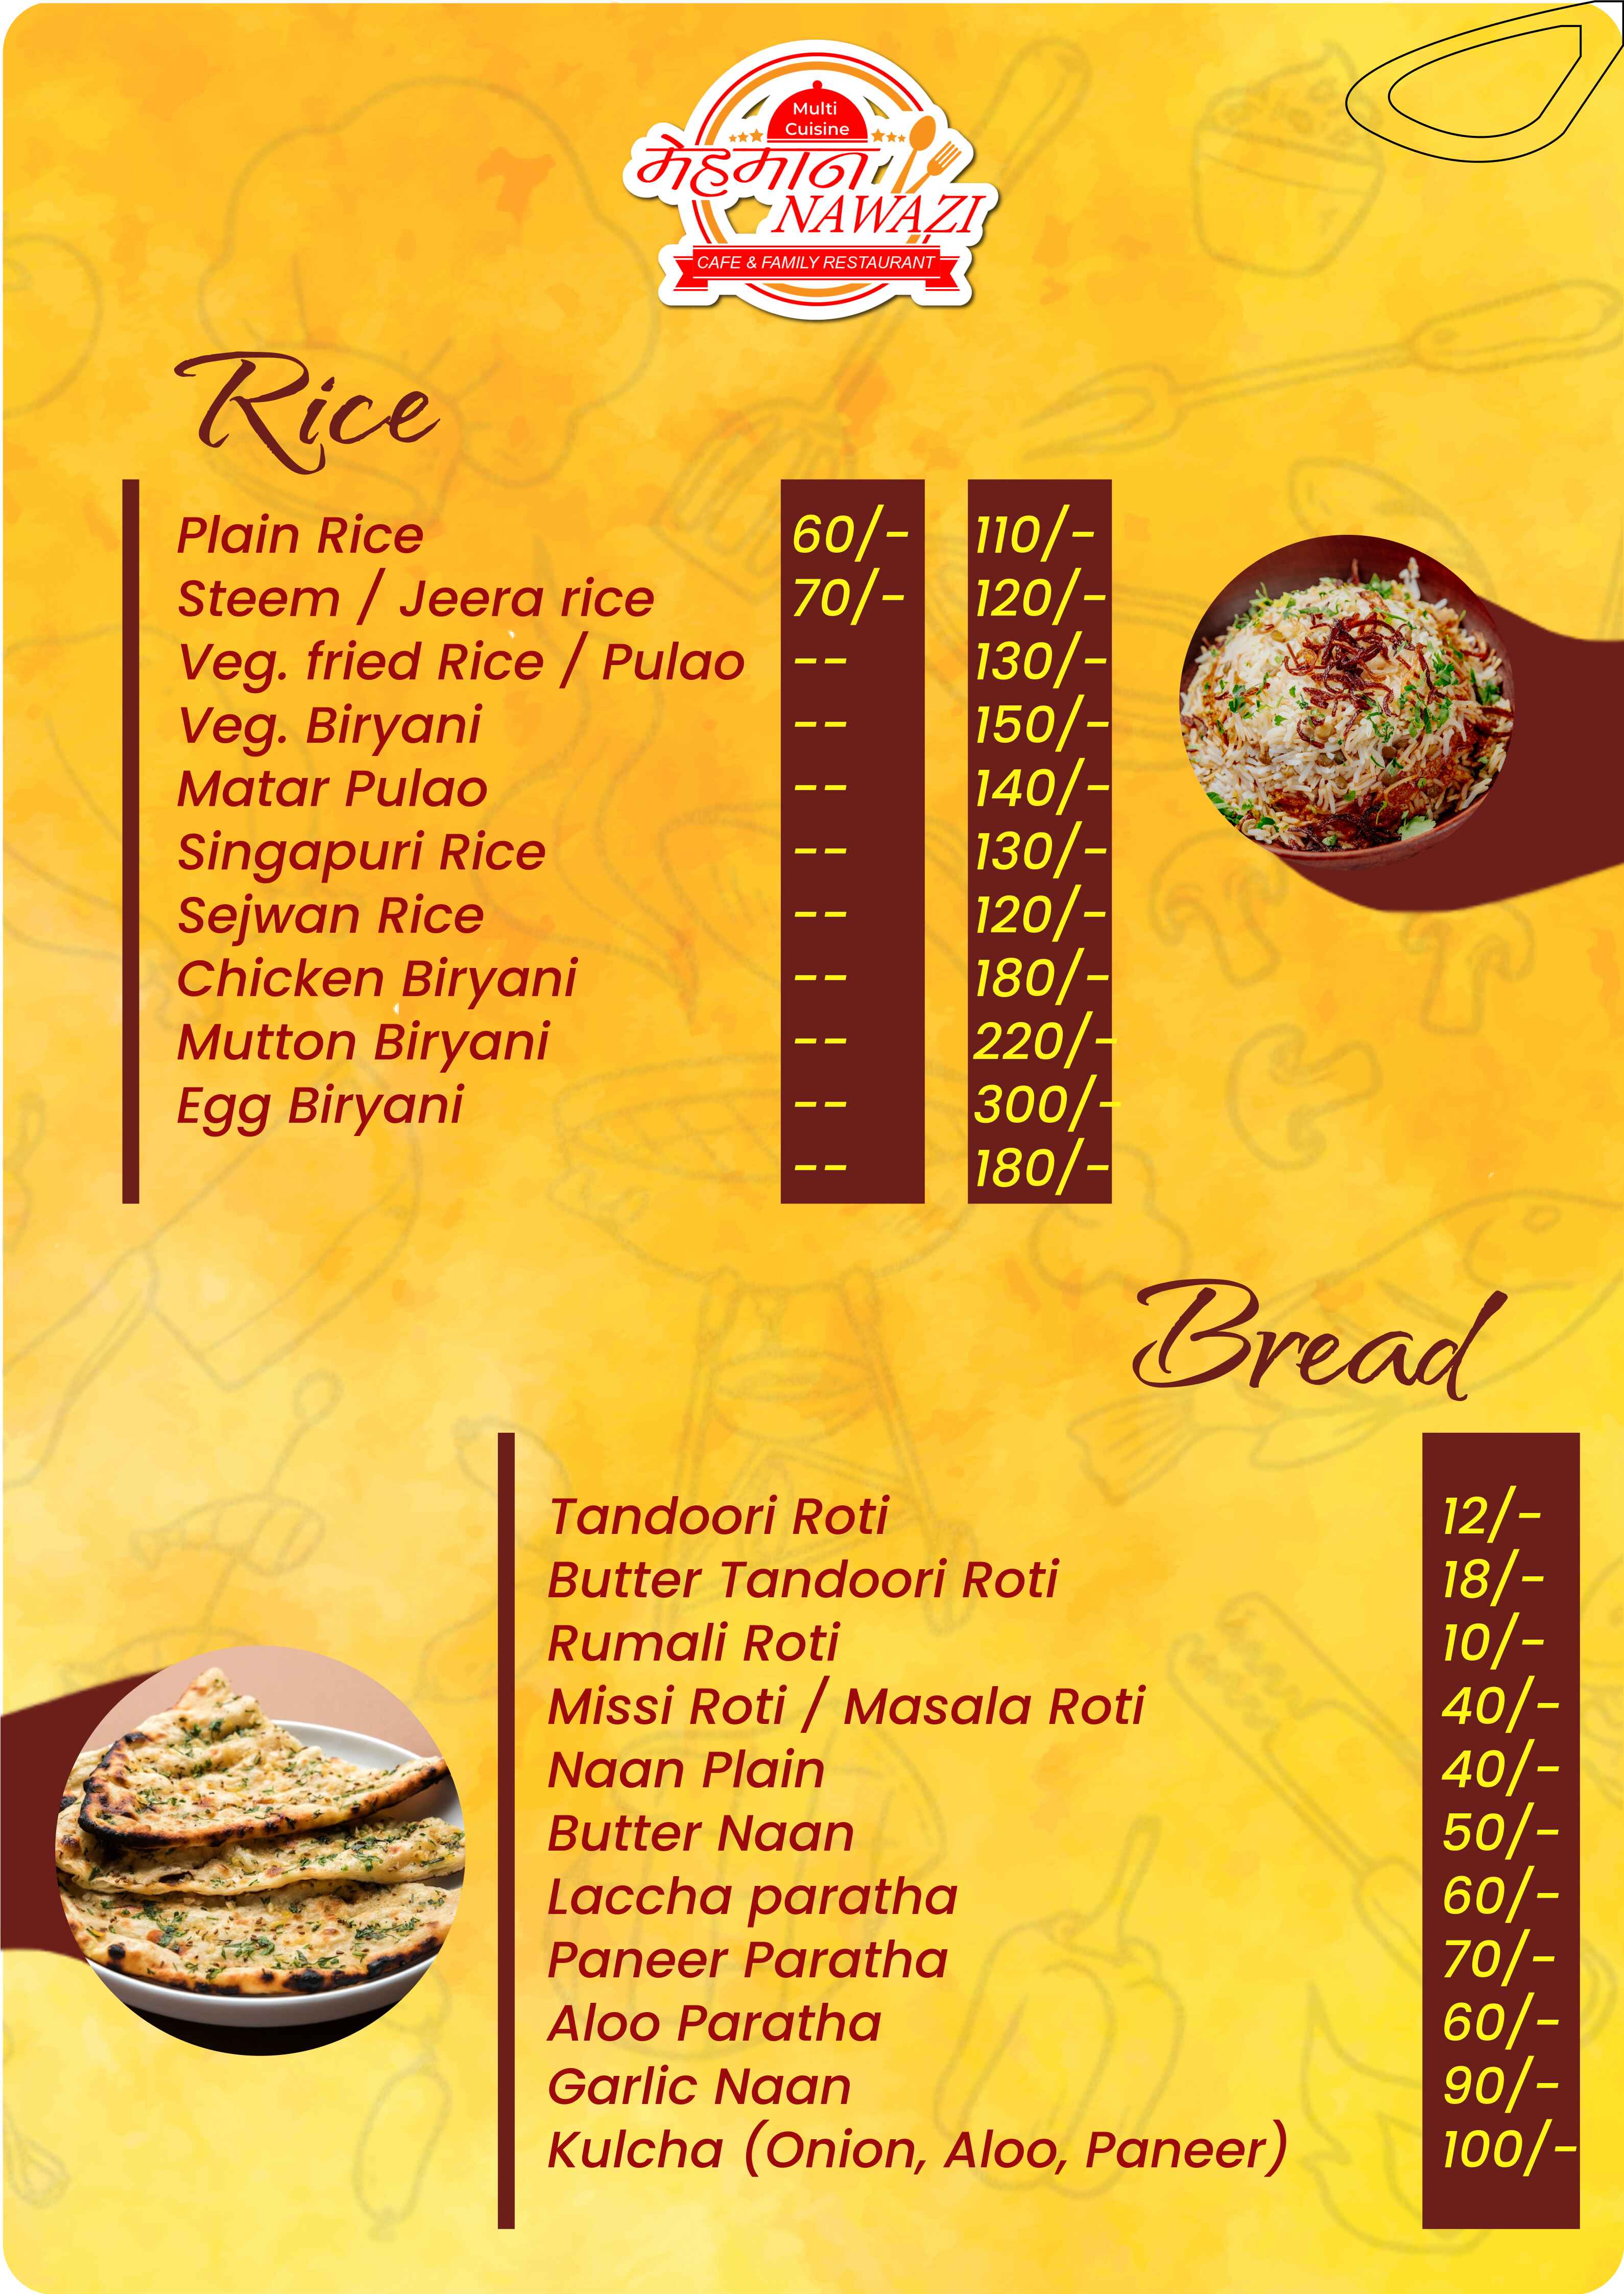 Multi
Cuisine
मेहमान
NAWAZI
CAFE & FAMILY RESTAURANT
Rice
Plain Rice 60/- 110/-
Steem / Jeera rice 70/- 120/-
Veg. fried Rice / Pulao -- 130/-
Veg. Biryani -- 150/-
Matar Pulao -- 140/-
Singapuri Rice -- 130/-
Sejwan Rice -- 120/-
Chicken Biryani -- 180/-
Mutton Biryani -- 220/-
Egg Biryani -- 300/-
-- 180/-
Bread
Tandoori Roti 12/-
Butter Tandoori Roti 18/-
Rumali Roti 10/-
Missi Roti / Masala Roti 40/-
Naan Plain 40/-
Butter Naan 50/-
Laccha paratha 60/-
Paneer Paratha 70/-
Aloo Paratha 60/-
Garlic Naan 90/-
Kulcha (Onion, Aloo, Paneer) 100/-